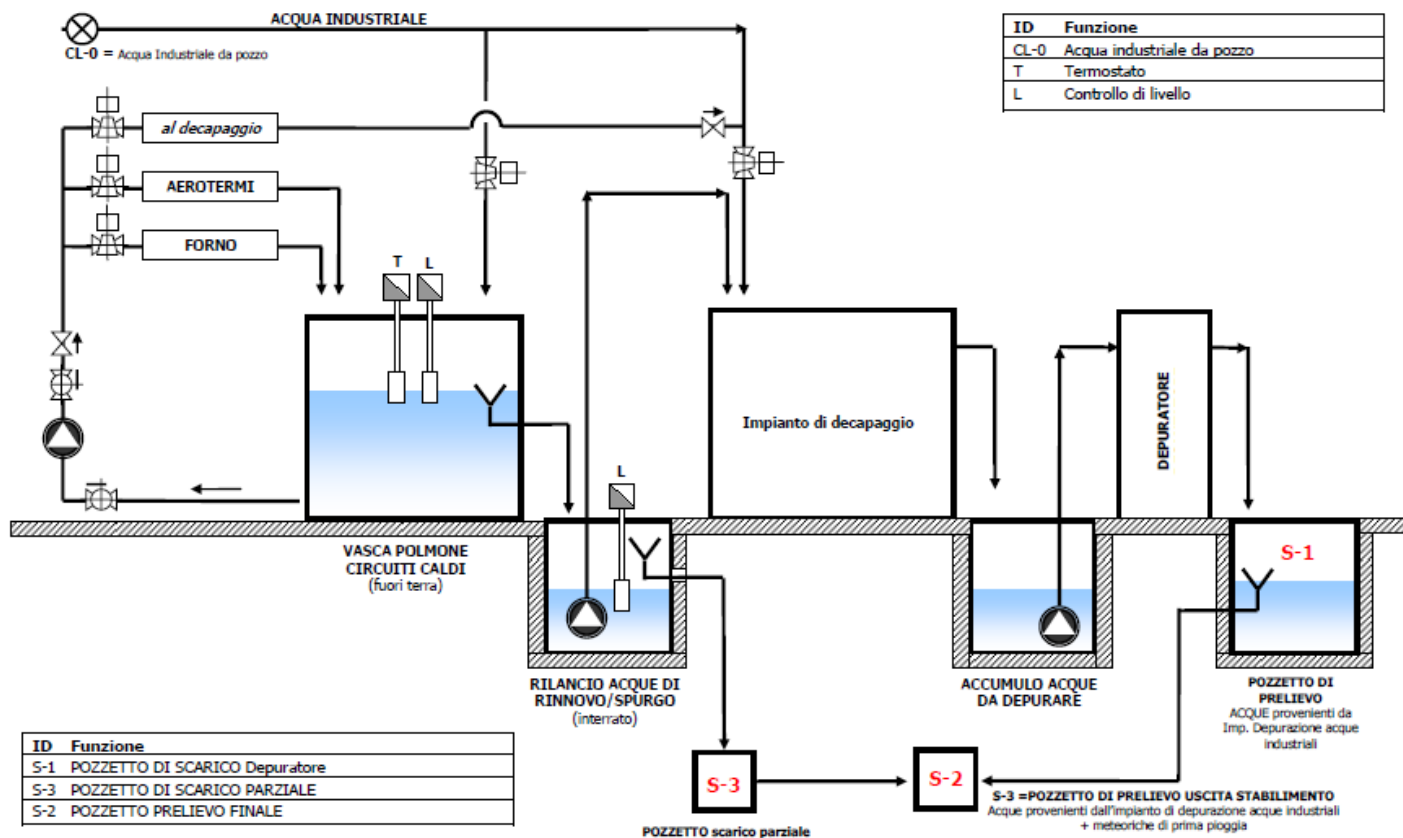 ACQUA INDUSTRIALE
CL-0 = Acqua Industriale da pozzo
ID Funzione
CL-0 Acqua industriale da pozzo
T Termostato
L Controllo di livello
al decapaggio
AEROTERMI
FORNO
T L
Impianto di decapaggio
DEPURATORE
L
S-1
VASCA POLMONE
CIRCUITI CALDI
(fuori terra)
RILANCIO ACQUE DI
RINNOVO/SPURGO
(interrato)
ACCUMULO ACQUE
DA DEPURARE
POZZETTO DI
PRELIEVO
ACQUE provenienti da
Imp. Depurazione acque
industriali
ID Funzione
S-1 POZZETTO DI SCARICO Depuratore
S-3 POZZETTO DI SCARICO PARZIALE
S-2 POZZETTO PRELIEVO FINALE
S-3
S-2
POZZETTO scarico parziale
S-3 =POZZETTO DI PRELIEVO USCITA STABILIMENTO
Acque provenienti dall'impianto di depurazione acque industriali
+ meteoriche di prima pioggia